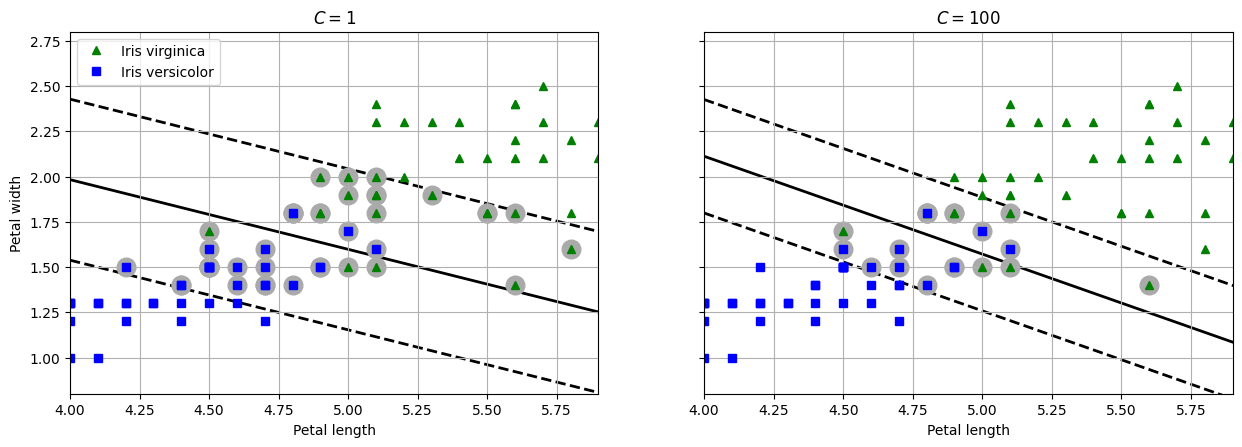 C = 1
Iris virginica
Iris versicolor
Petal width
2.75
2.50
2.25
2.00
1.75
1.50
1.25
1.00
4.00 4.25 4.50 4.75 5.00 5.25 5.50 5.75
Petal length
C = 100
4.00 4.25 4.50 4.75 5.00 5.25 5.50 5.75
Petal length